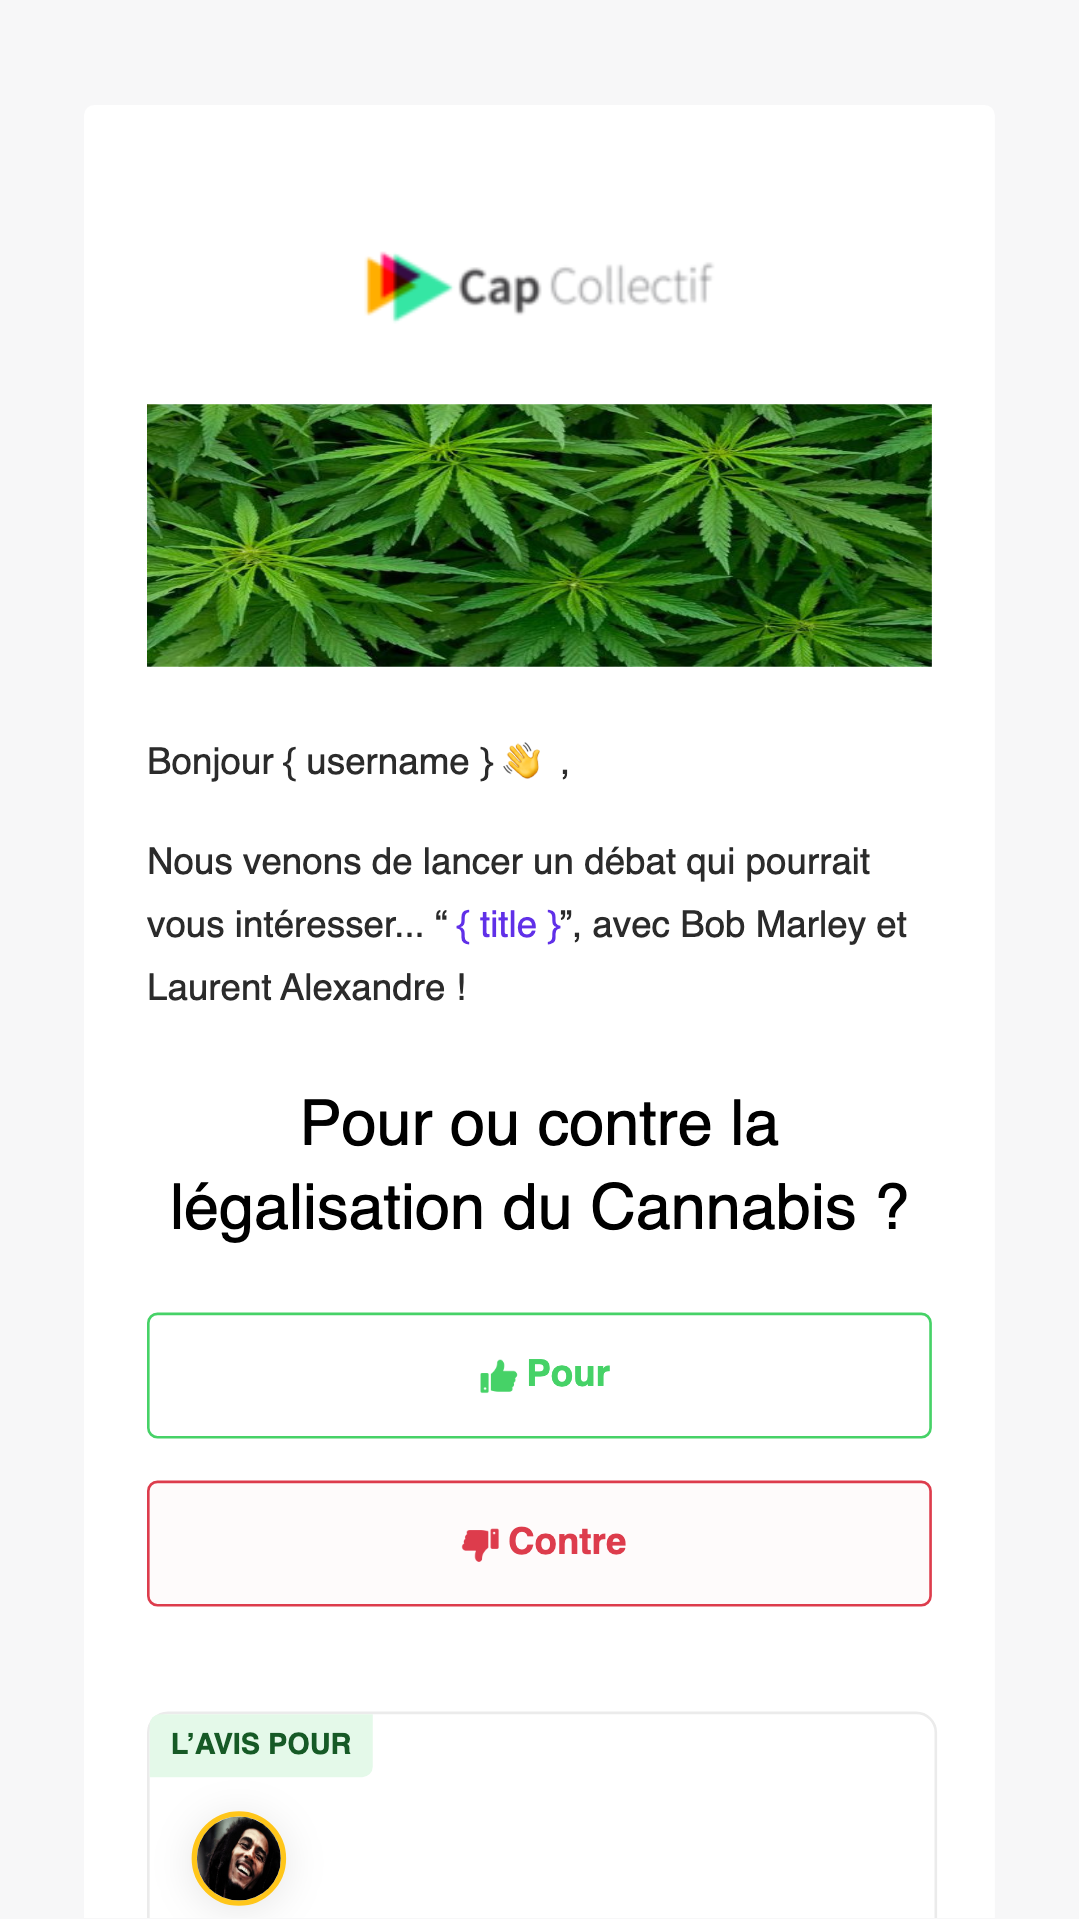 Cap Collectif
Bonjour { username } 👋 ,
Nous venons de lancer un débat qui pourrait
vous intéresser... “ { title }”, avec Bob Marley et
Laurent Alexandre !
Pour ou contre la
légalisation du Cannabis ?
Pour
Contre
L’AVIS POUR